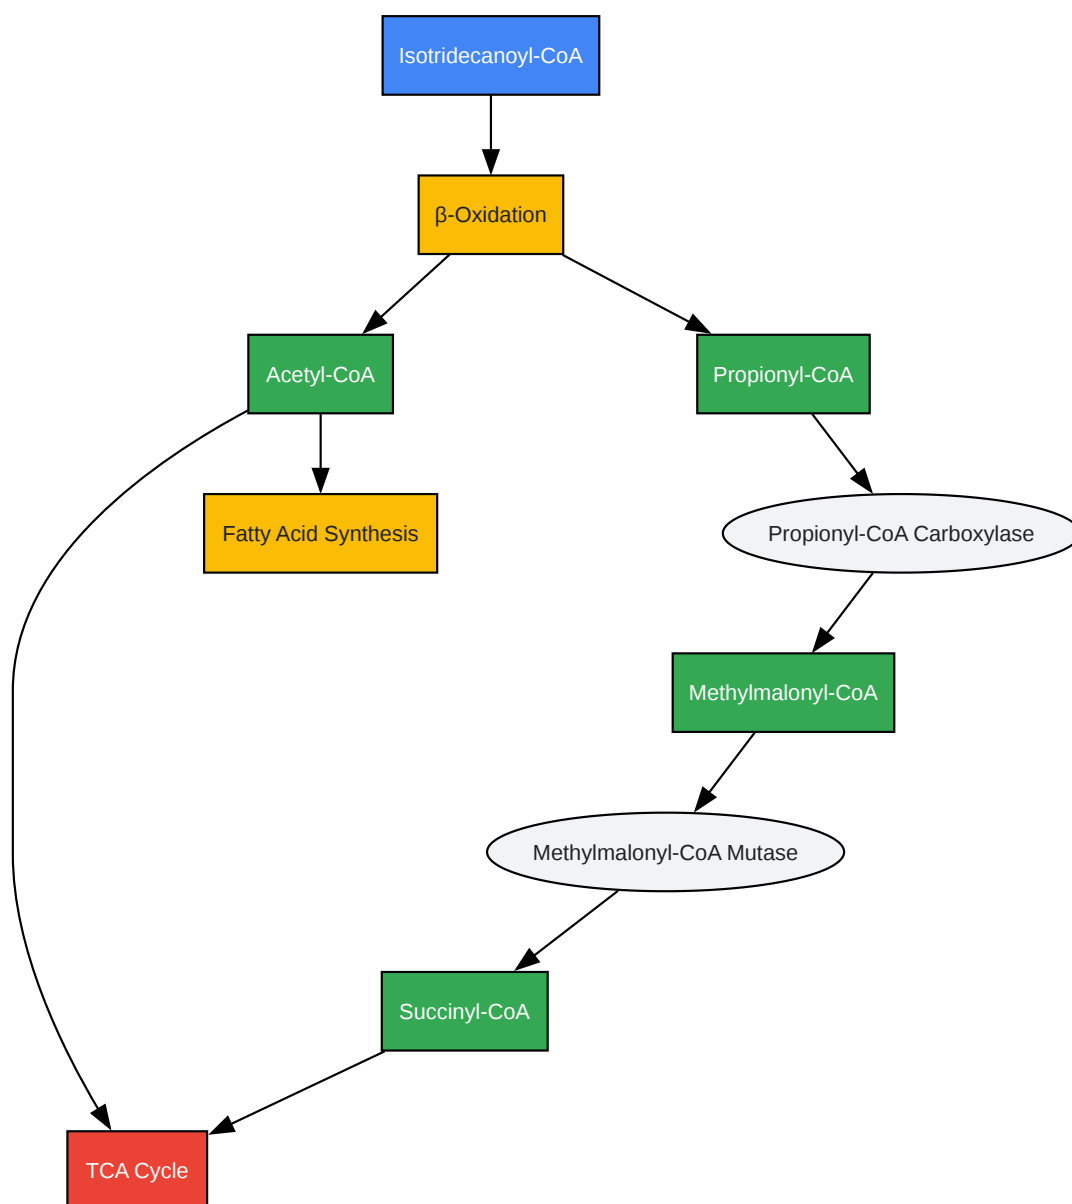 Isotridecanoyl-CoA
β-Oxidation
Acetyl-CoA
Propionyl-CoA
Fatty Acid Synthesis
Propionyl-CoA Carboxylase
Methylmalonyl-CoA
Methylmalonyl-CoA Mutase
Succinyl-CoA
TCA Cycle